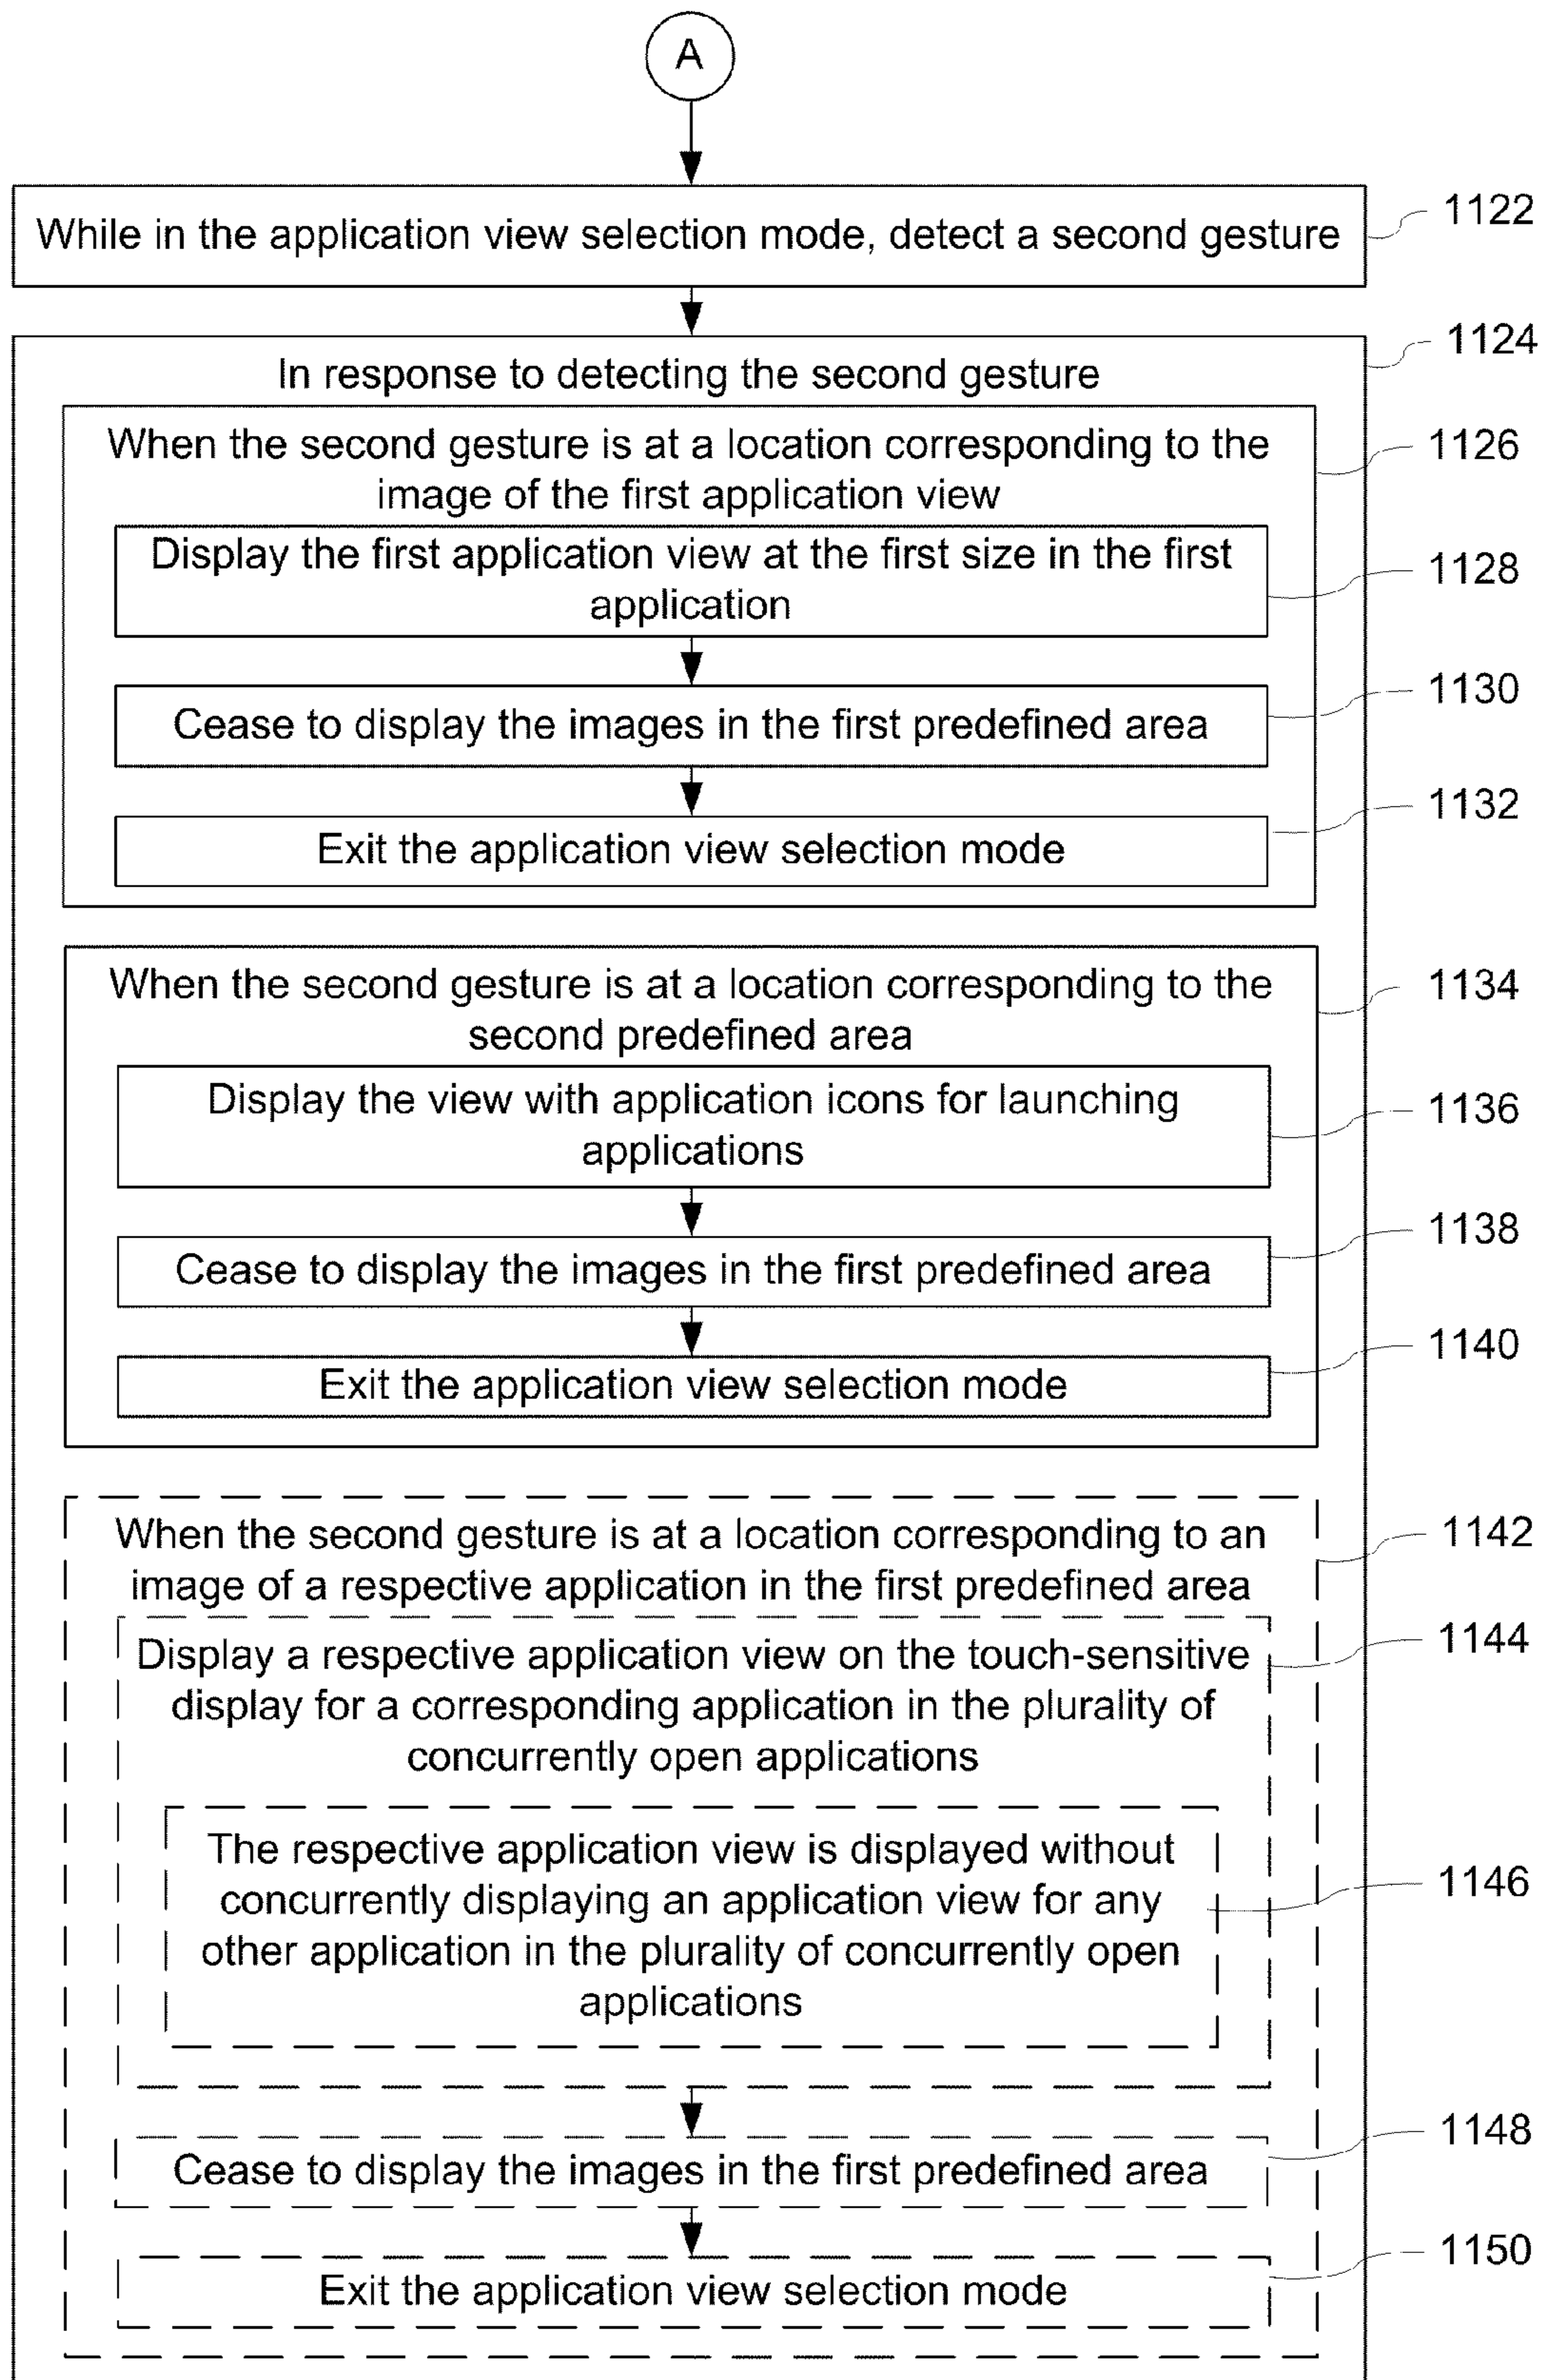 A
While in the application view selection mode, detect a second gesture
1122
1124
In response to detecting the second gesture
When the second gesture is at a location corresponding to the
image of the first application view
1126
Display the first application view at the first size in the first
application
1128
Cease to display the images in the first predefined area
1130
Exit the application view selection mode
1132
When the second gesture is at a location corresponding to the
second predefined area
1134
Display the view with application icons for launching
applications
1136
Cease to display the images in the first predefined area
1138
Exit the application view selection mode
1140
When the second gesture is at a location corresponding to an
image of a respective application in the first predefined area
1142
Display a respective application view on the touch-sensitive
display for a corresponding application in the plurality of
concurrently open applications
1144
The respective application view is displayed without
concurrently displaying an application view for any
other application in the plurality of concurrently open
applications
1146
Cease to display the images in the first predefined area
1148
Exit the application view selection mode
1150